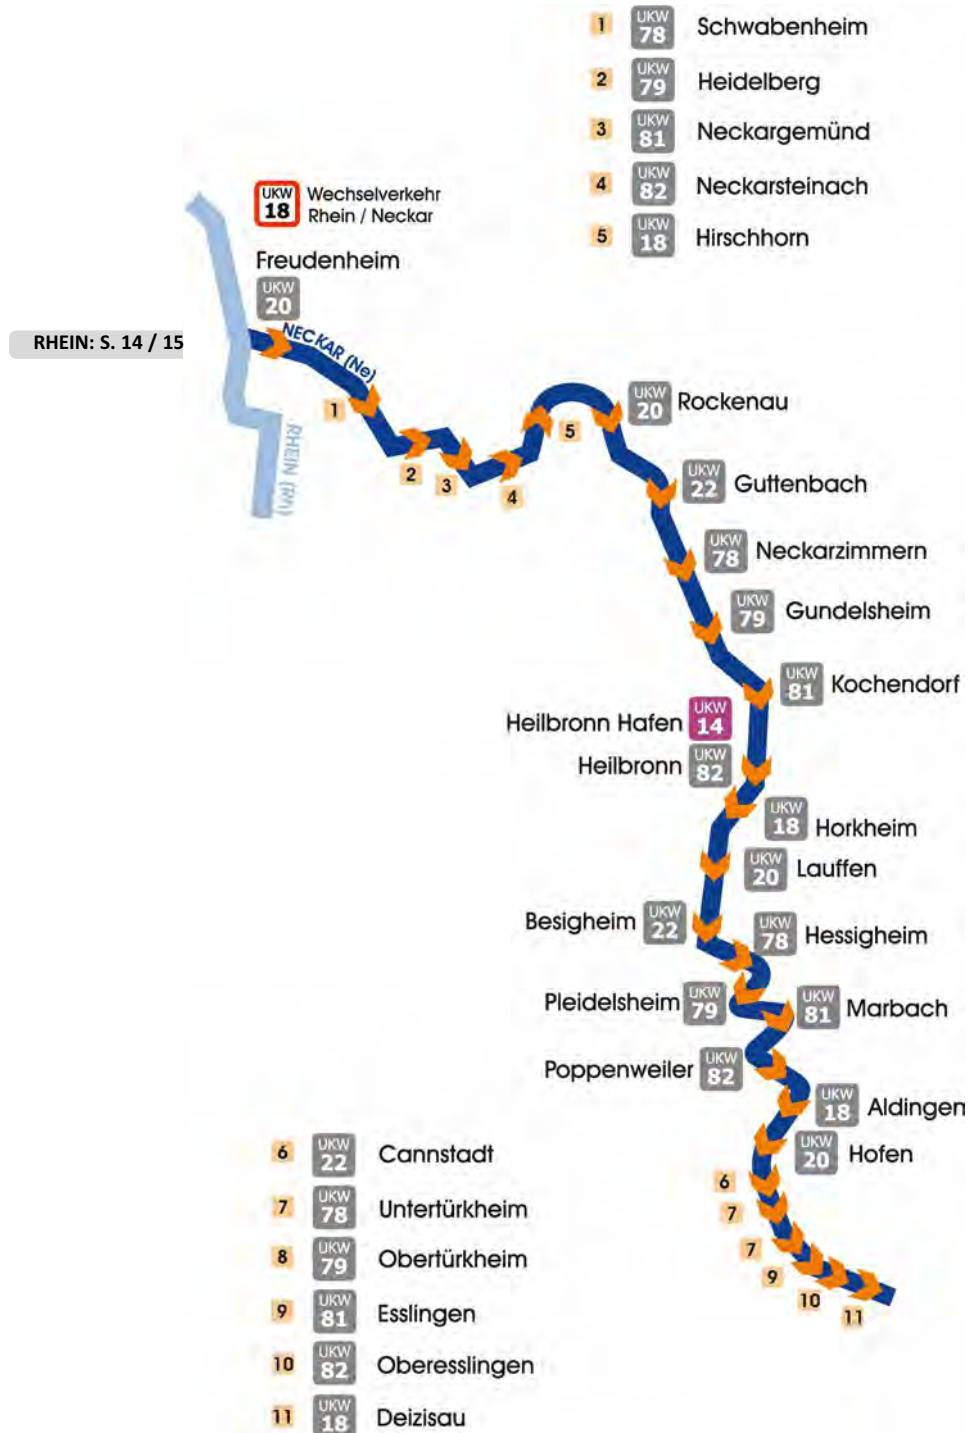 1 UKW 78 Schwabenheim
2 UKW 79 Heidelberg
3 UKW 81 Neckargemünd
4 UKW 82 Neckarsteinach
5 UKW 18 Hirschhorn
UKW 18 Wechselverkehr
Rhein / Neckar
Freudenheim
UKW 20
RHEIN: S. 14 / 15
NECKAR (Ne)
RHEIN (Rh)
1
2
3
4
5
UKW 20 Rockenau
UKW 22 Guttenbach
UKW 78 Neckarzimmern
UKW 79 Gundelsheim
UKW 81 Kochendorf
Heilbronn Hafen UKW 14
Heilbronn UKW 82
UKW 18 Horkheim
UKW 20 Lauffen
Besigheim UKW 22
UKW 78 Hessigheim
Pleidelsheim UKW 79
UKW 81 Marbach
Poppenweiler UKW 82
UKW 18 Aldingen
UKW 20 Hofen
6
7
7
9
10
11
6 UKW 22 Cannstadt
7 UKW 78 Untertürkheim
8 UKW 79 Obertürkheim
9 UKW 81 Esslingen
10 UKW 82 Oberesslingen
11 UKW 18 Deizisau